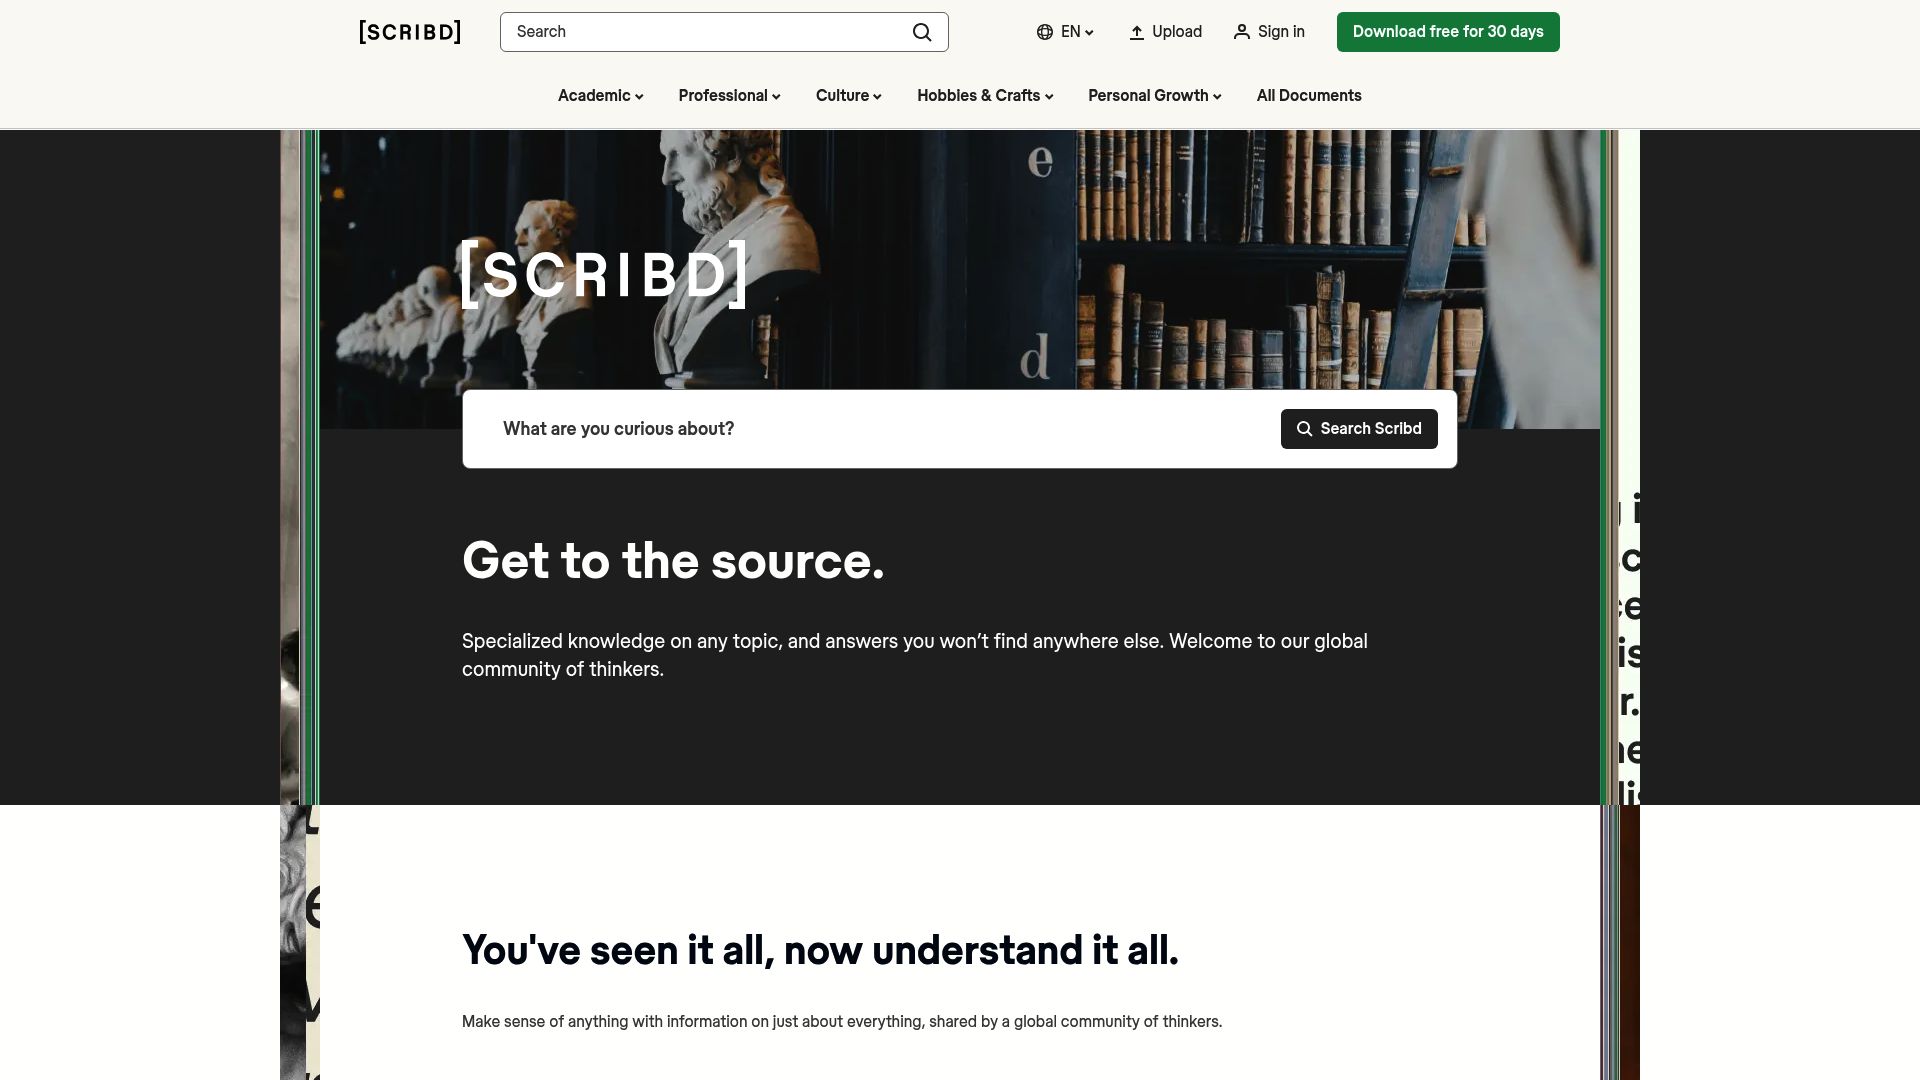 [SCRIBD]
Search
EN
Upload
Sign in
Download free for 30 days
Academic
Professional
Culture
Hobbies & Crafts
Personal Growth
All Documents
e
d
[SCRIBD]
What are you curious about?
Search Scribd
Get to the source.
Specialized knowledge on any topic, and answers you won’t find anywhere else. Welcome to our global
community of thinkers.
You've seen it all, now understand it all.
Make sense of anything with information on just about everything, shared by a global community of thinkers.